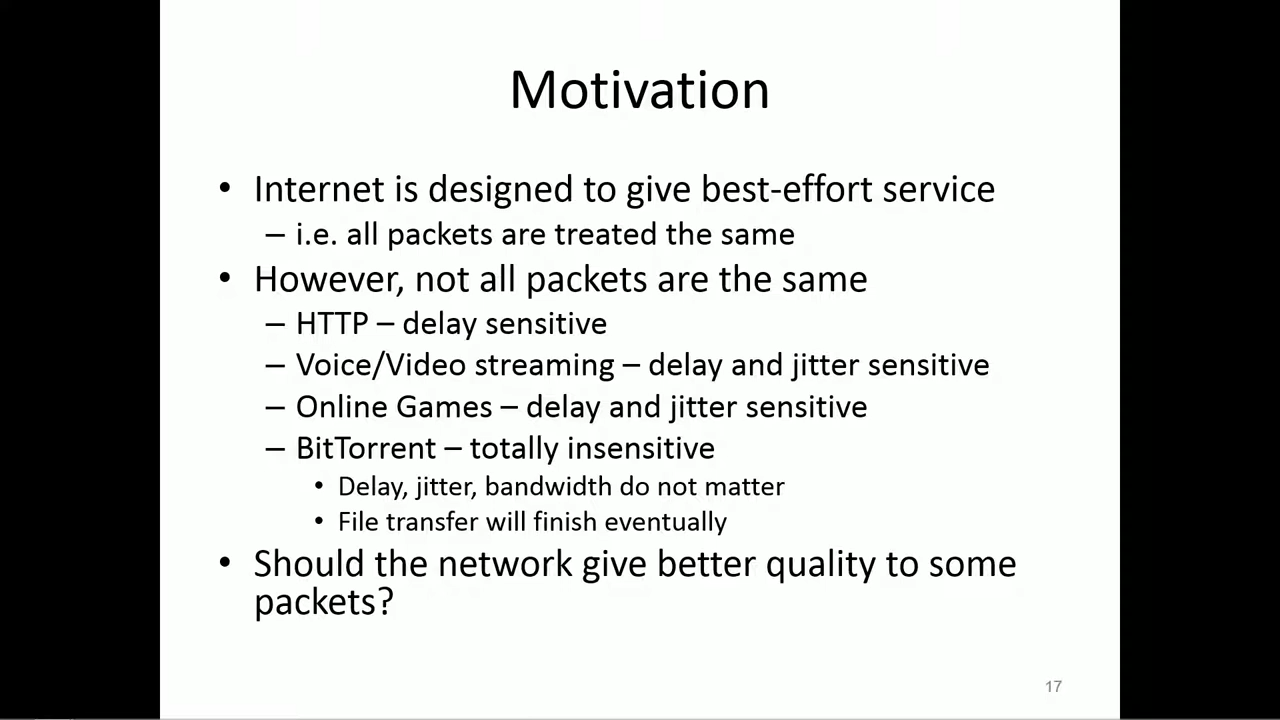 Motivation
• Internet is designed to give best-effort service
– i.e. all packets are treated the same
• However, not all packets are the same
– HTTP – delay sensitive
– Voice/Video streaming – delay and jitter sensitive
– Online Games – delay and jitter sensitive
– BitTorrent – totally insensitive
• Delay, jitter, bandwidth do not matter
• File transfer will finish eventually
• Should the network give better quality to some
packets?
17